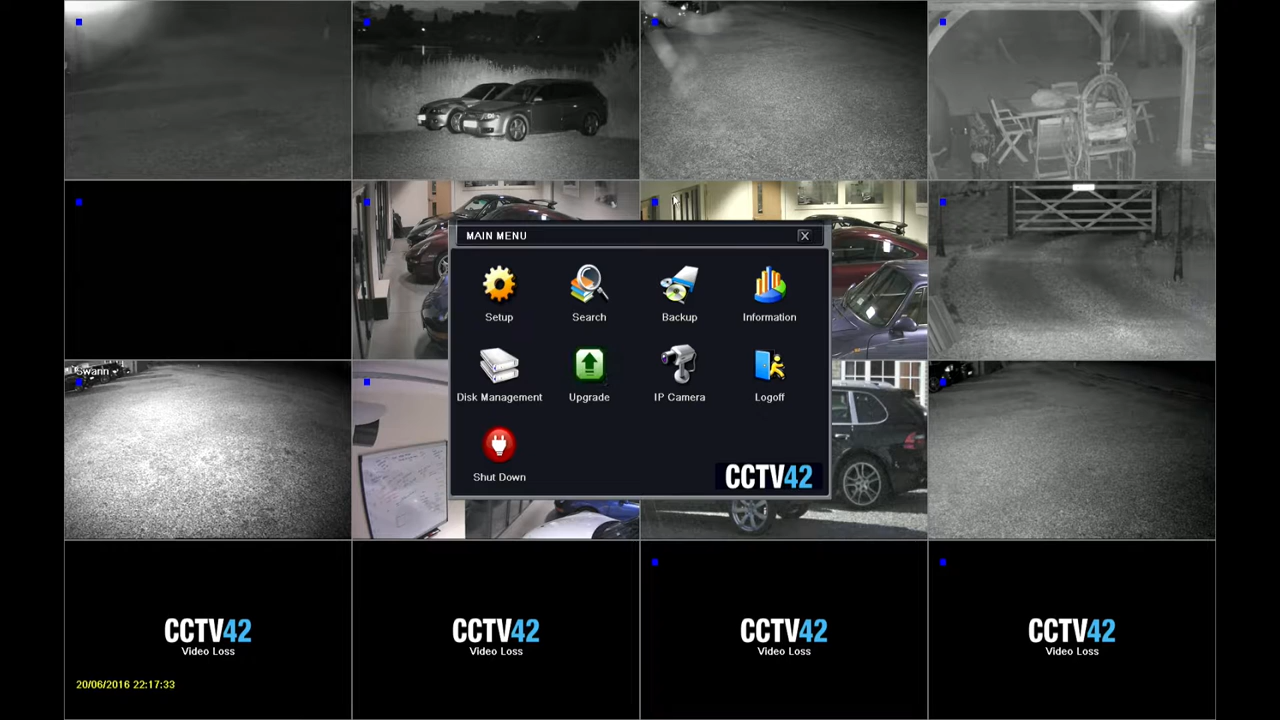 MAIN MENU
Setup
Search
Backup
Information
Disk Management
Upgrade
IP Camera
Logoff
Swann
Shut Down
CCTV42
CCTV42
Video Loss
CCTV42
Video Loss
CCTV42
Video Loss
CCTV42
Video Loss
20/06/2016 22:17:33